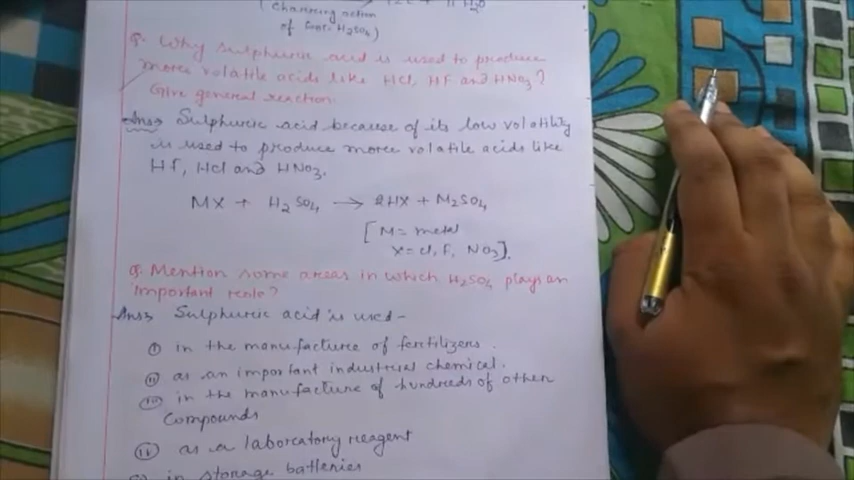 (Charring action
of Conc. H2SO4)
Q. Why Sulphuric acid is used to produce
more volatile acids like HCl, HF and HNO3?
Give general reaction.
Ans> Sulphuric acid because of its low volatility
is used to produce more volatile acids like
HF, HCl and HNO3.
MX + H2SO4 → 2HX + M2SO4
[M = metal
X = Cl, F, NO3].
Q. Mention some areas in which H2SO4 plays an
important role?
Ans> Sulphuric acid is used -
(i) in the manufacture of fertilizers.
(ii) as an important industrial chemical.
(iii) in the manufacture of hundreds of other
Compounds
as a laboratory reagent
in storage batteries